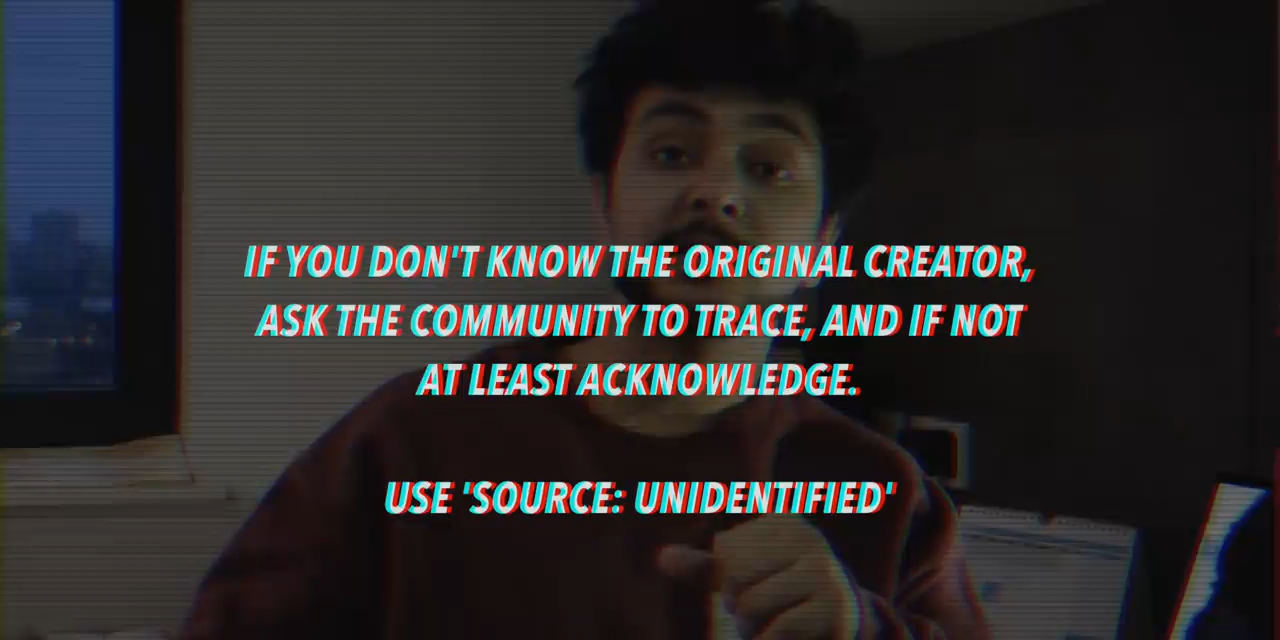 IF YOU DON'T KNOW THE ORIGINAL CREATOR,
ASK THE COMMUNITY TO TRACE, AND IF NOT
AT LEAST ACKNOWLEDGE.
USE 'SOURCE: UNIDENTIFIED'